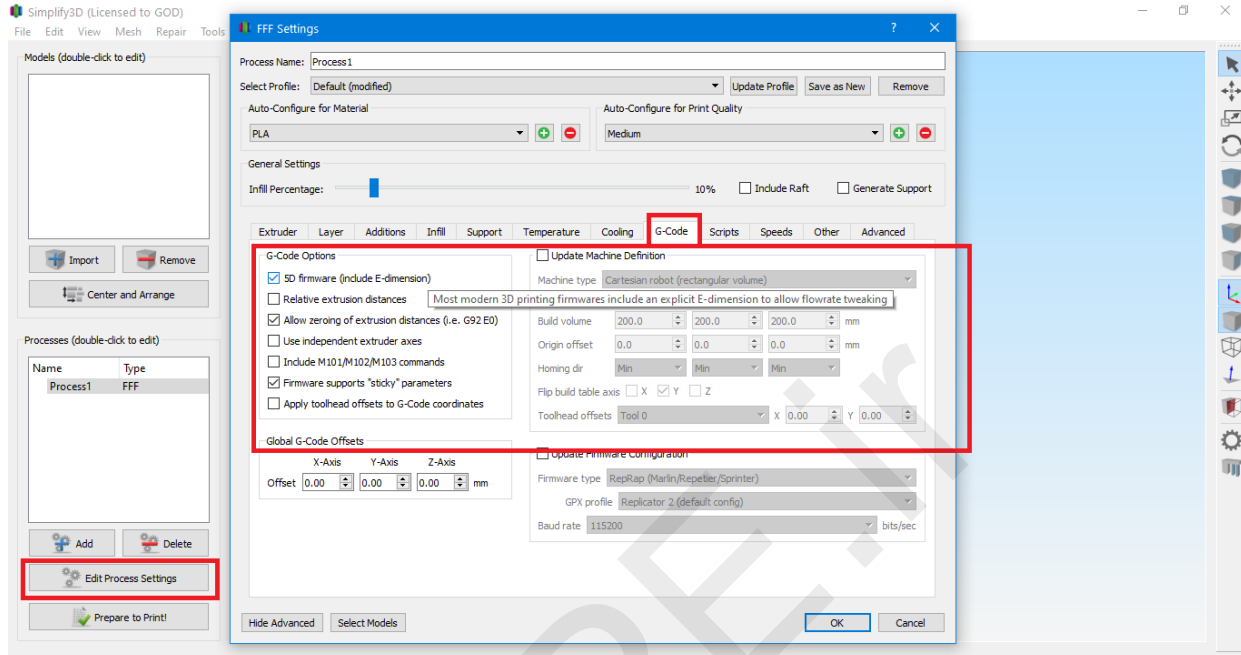 Simplify3D (Licensed to GOD)
File Edit View Mesh Repair Tools
Models (double-click to edit)
Import Remove
Center and Arrange
Processes (double-click to edit)
Name Type
Process1 FFF
Add Delete
Edit Process Settings
Prepare to Print!
FFF Settings ?
Process Name: Process1
Select Profile: Default (modified) Update Profile Save as New Remove
Auto-Configure for Material
PLA
Auto-Configure for Print Quality
Medium
General Settings
Infill Percentage: 10% Include Raft Generate Support
Extruder Layer Additions Infill Support Temperature Cooling G-Code Scripts Speeds Other Advanced
G-Code Options
5D firmware (include E-dimension)
Relative extrusion distances
Allow zeroing of extrusion distances (i.e. G92 E0)
Use independent extruder axes
Include M101/M102/M103 commands
Firmware supports "sticky" parameters
Apply toolhead offsets to G-Code coordinates
Most modern 3D printing firmwares include an explicit E-dimension to allow flowrate tweaking
Global G-Code Offsets
X-Axis Y-Axis Z-Axis
Offset 0.00 0.00 0.00 mm
Update Machine Definition
Machine type Cartesian robot (rectangular volume)
Build volume 200.0 200.0 200.0 mm
Origin offset 0.0 0.0 0.0 mm
Homing dir Min Min Min
Flip build table axis X Y Z
Toolhead offsets Tool 0 X 0.00 Y 0.00
Update Firmware Configuration
Firmware type RepRap (Marlin/Repetier/Sprinter)
GPX profile Replicator 2 (default config)
Baud rate 115200 bits/sec
Hide Advanced Select Models OK Cancel